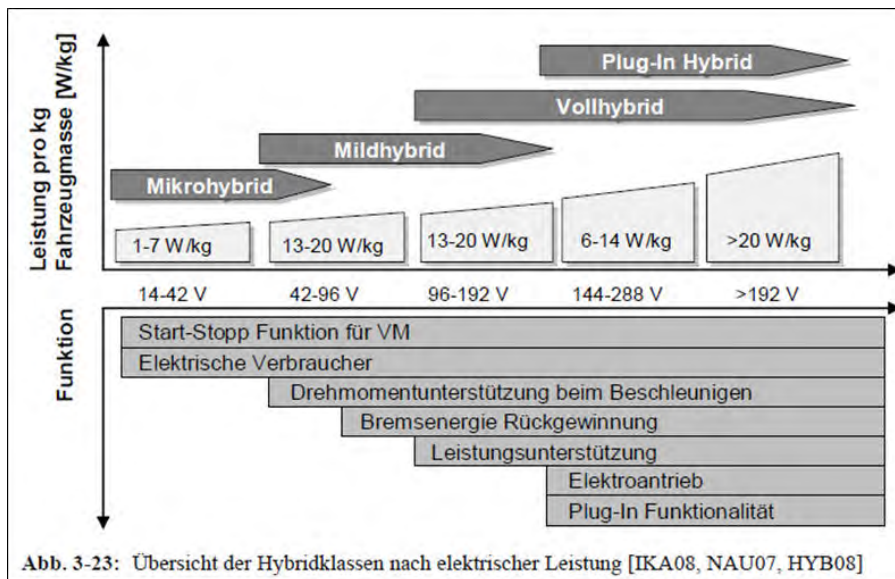 Leistung pro kg
Fahrzeugmasse [W/kg]
Plug-In Hybrid
Vollhybrid
Mildhybrid
Mikrohybrid
1-7 W/kg
13-20 W/kg
13-20 W/kg
6-14 W/kg
>20 W/kg
14-42 V
42-96 V
96-192 V
144-288 V
>192 V
Funktion
Start-Stopp Funktion für VM
Elektrische Verbraucher
Drehmomentunterstützung beim Beschleunigen
Bremsenergie Rückgewinnung
Leistungsunterstützung
Elektroantrieb
Plug-In Funktionalität
Abb. 3-23: Übersicht der Hybridklassen nach elektrischer Leistung [IKA08, NAU07, HYB08]